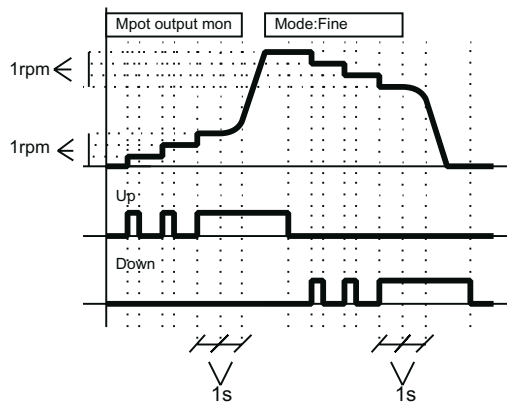 Mpot output mon
Mode:Fine
1rpm
1rpm
Up
Down
1s
1s